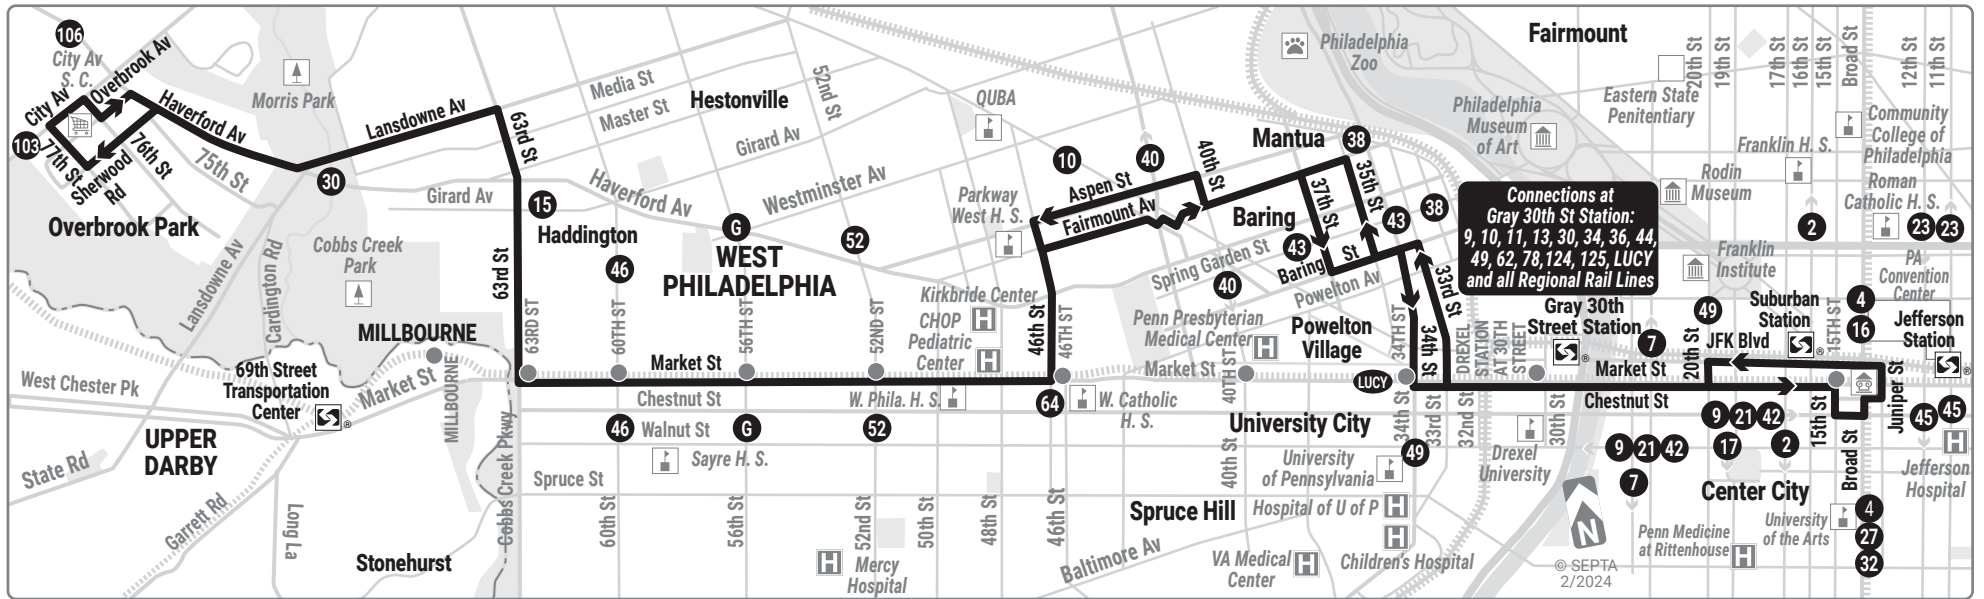 106
City Av
S. C.
Overbrook Av
City Av
103
77th St
Sherwood
Rd
76th St
Haverford Av
75th St
Overbrook Park
Morris Park
30
Lansdowne Av
63rd St
Media St
Master St
Girard Av
Hestonville
52nd St
Girard Av
Haverford Av
Westminster Av
15
Haddington
46
G
WEST
PHILADELPHIA
52
63rd St
Lansdowne Av
Cardington Rd
Cobbs Creek
Park
MILLBOURNE
MILLBOURNE
69th Street
Transportation
Center
®
West Chester Pk
Market St
UPPER
DARBY
State Rd
Garrett Rd
Long La
Stonehurst
Cobbs Creek Pkwy
63RD ST
60TH ST
56TH ST
52ND ST
Market St
Chestnut St
46
Walnut St
G
52
Sayre H. S.
Spruce St
60th St
56th St
52nd St
50th St
48th St
46th St
Mercy
Hospital
W. Phila. H. S.
Kirkbride Center
CHOP
Pediatric
Center
46th St
46TH ST
64
W. Catholic
H. S.
QUBA
Parkway
West H. S.
10
40
Aspen St
Fairmount Av
40th St
Mantua
38
35th St
37th St
Baring
43
43
38
Baring St
Spring Garden St
Powelton Av
40
Penn Presbyterian
Medical Center
Powelton
Village
40TH ST
Market St
34TH ST
33rd St
34th St
LUCY
DREXEL
STATION
AT 30TH
STREET
University City
34th St
33rd St
32nd St
30th St
49
40th St
University
of Pennsylvania
Spruce Hill
Hospital of U of P
Baltimore Av
VA Medical
Center
Children's Hospital
Drexel
University
Philadelphia
Zoo
Fairmount
Philadelphia
Museum
of Art
Eastern State
Penitentiary
20th St
19th St
17th St
16th St
15th St
Broad St
12th St
11th St
Franklin H. S.
Community
College of
Philadelphia
Rodin
Museum
Roman
Catholic H. S.
2
23
23
Connections at
Gray 30th St Station:
9, 10, 11, 13, 30, 34, 36, 44,
49, 62, 78,124, 125, LUCY
and all Regional Rail Lines
Franklin
Institute
PA
Convention
Center
Gray 30th
Street Station
®
49
Suburban
Station
®
15TH ST
4
16
Jefferson
Station
®
7
20th St
JFK Blvd
Market St
Chestnut St
Juniper St
9
21
42
15th St
45
45
9
21
42
17
2
7
Broad St
Jefferson
Hospital
Center City
Penn Medicine
at Rittenhouse
University
of the Arts
4
27
32
N
© SEPTA
2/2024